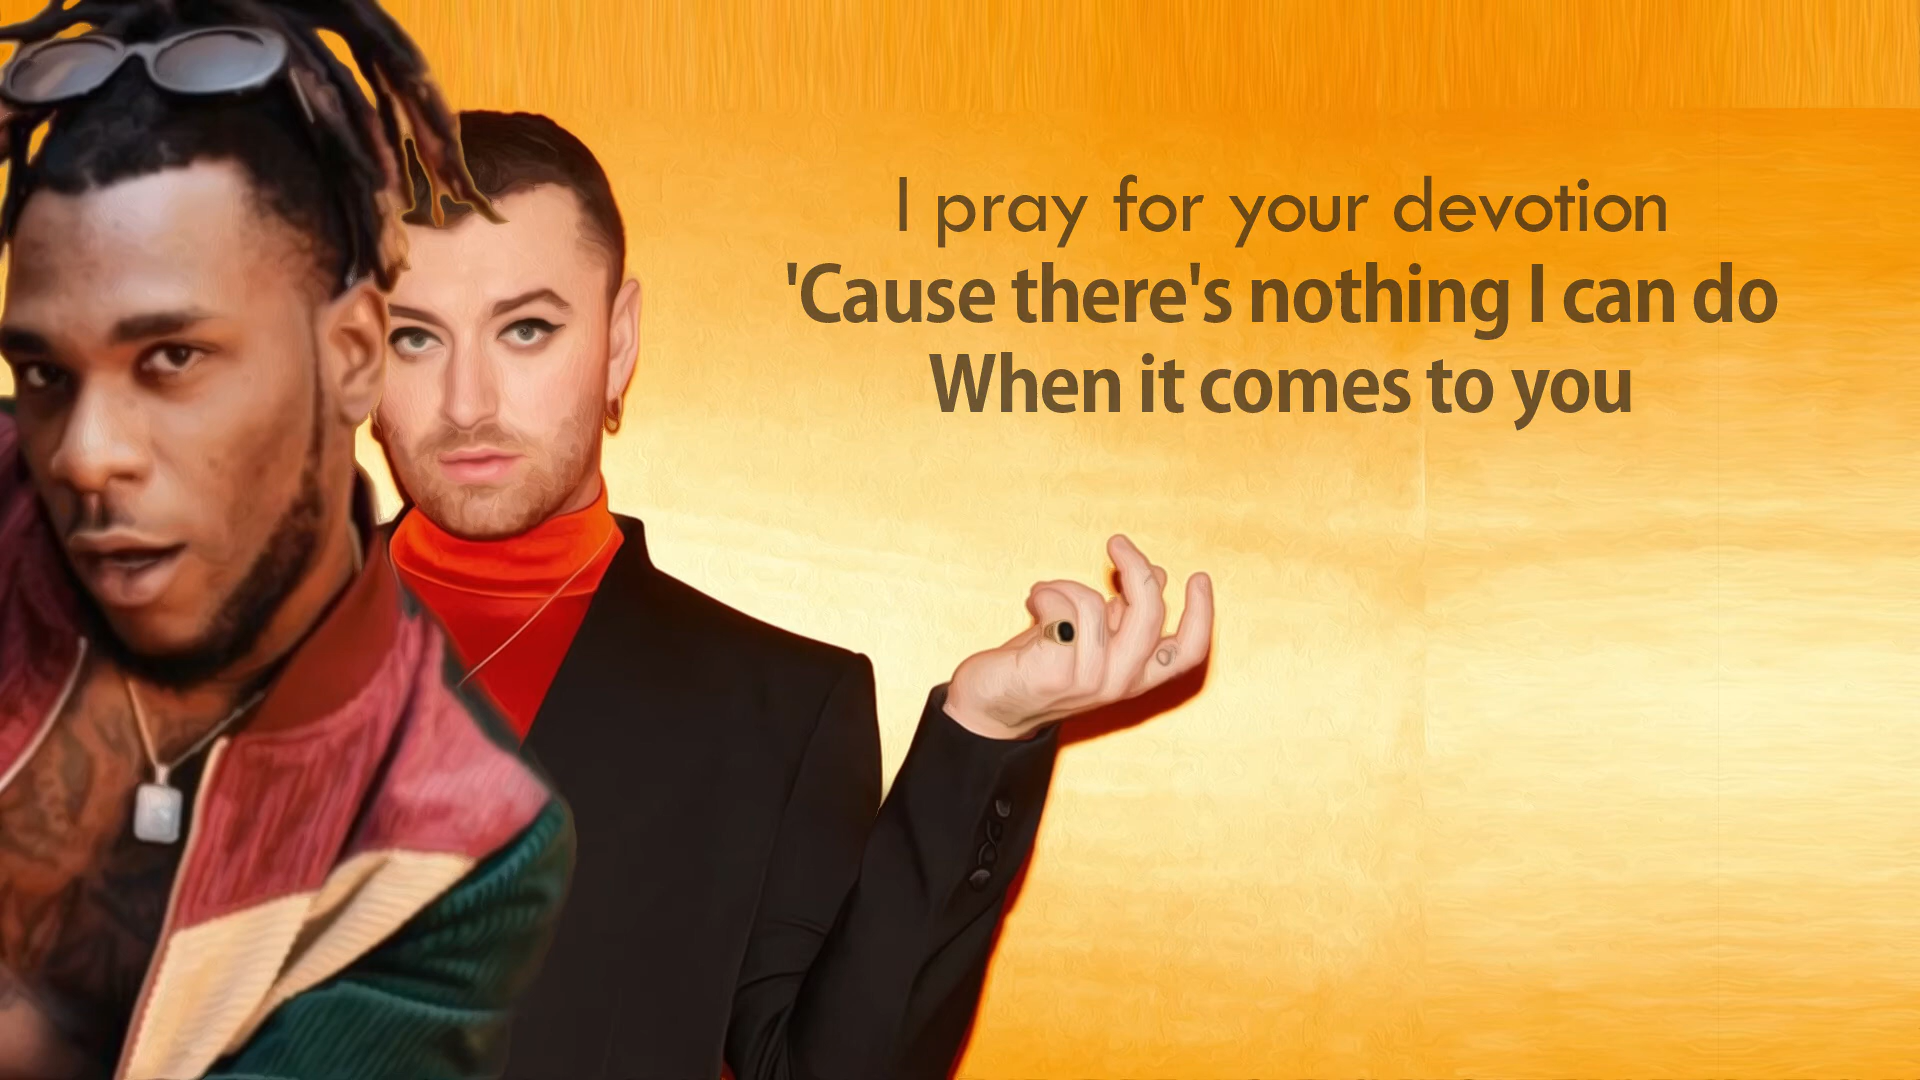 I pray for your devotion
'Cause there's nothing I can do
When it comes to you